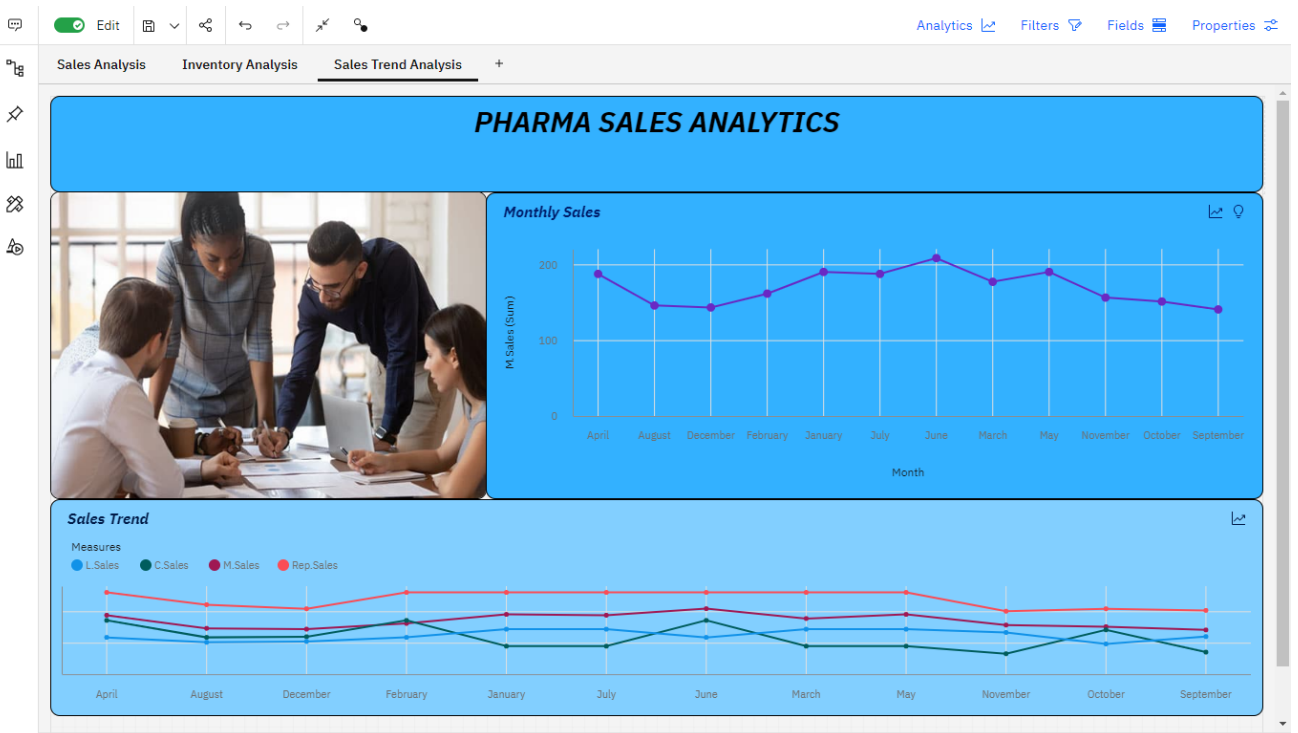 Edit
Analytics Filters Fields Properties
Sales Analysis Inventory Analysis Sales Trend Analysis +
PHARMA SALES ANALYTICS
Monthly Sales
200
100
0
M.Sales (Sum)
April August December February January July June March May November October September
Month
Sales Trend
Measures
L.Sales C.Sales M.Sales Rep.Sales
April August December February January July June March May November October September